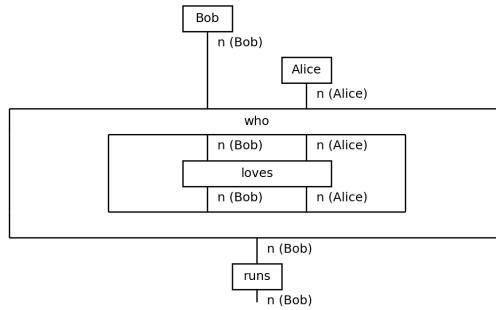 Bob
n (Bob)
Alice
n (Alice)
who
n (Bob) n (Alice)
loves
n (Bob) n (Alice)
n (Bob)
runs
n (Bob)